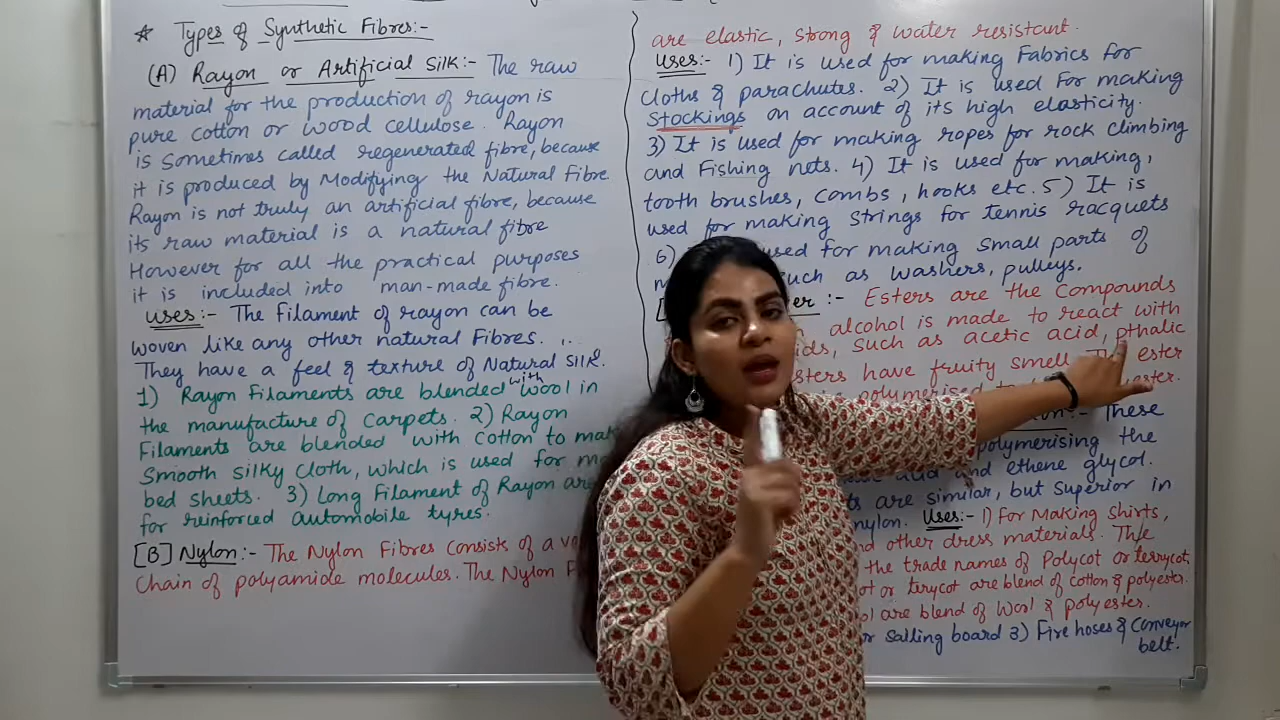 * Types of Synthetic Fibres:-
(A) Rayon or Artificial Silk:- The raw
material for the production of rayon is
pure cotton or wood cellulose. Rayon
is sometimes called regenerated fibre, because
it is produced by Modifying the Natural Fibre.
Rayon is not truly an artificial fibre, because
its raw material is a natural fibre
However for all the practical purposes
it is included into man-made fibre.
Uses:- The Filament of rayon can be
woven like any other natural Fibres.
They have a feel & texture of Natural Silk.
1) Rayon Filaments are blended with wool in
the manufacture of carpets. 2) Rayon
Filaments are blended with cotton to
Smooth silky cloth, which is used for
bed sheets. 3) Long Filament of Rayon are
for reinforced automobile tyres.
[B] Nylon:- The Nylon Fibres consists of a
Chain of polyamide molecules. The Nylon
are elastic, strong & water resistant.
Uses:- 1) It is used for making Fabrics for
Cloths & parachutes. 2) It is used for making
Stockings on account of its high elasticity.
3) It is used for making ropes for rock climbing
and Fishing nets. 4) It is used for making,
tooth brushes, combs, hooks etc. 5) It is
used for making strings for tennis racquets
6) used for making small parts of
such as washers, pulleys.
:- Esters are the Compounds
alcohol is made to react with
such as acetic acid, pthalic
have fruity smell. ester
polymerised to
:- These
polymerising the
and ethene glycol.
are similar, but superior in
nylon. Uses:- 1) For Making shirts,
other dress materials. The
the trade names of Polycot or terrycot,
or terycot are blend of cotton & polyester.
are blend of wool & polyester.
sailing board 3) Fire hoses & conveyor
belt.